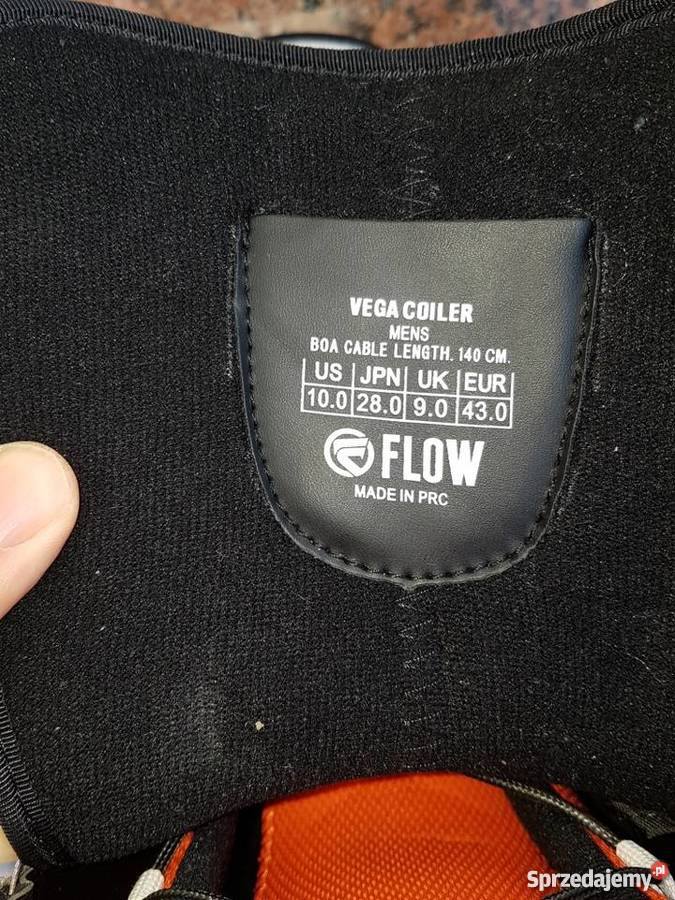 VEGA COILER
MENS
BOA CABLE LENGTH. 140 CM.
US JPN UK EUR
10.0 28.0 9.0 43.0
FLOW
MADE IN PRC
Sprzedajemy.pl